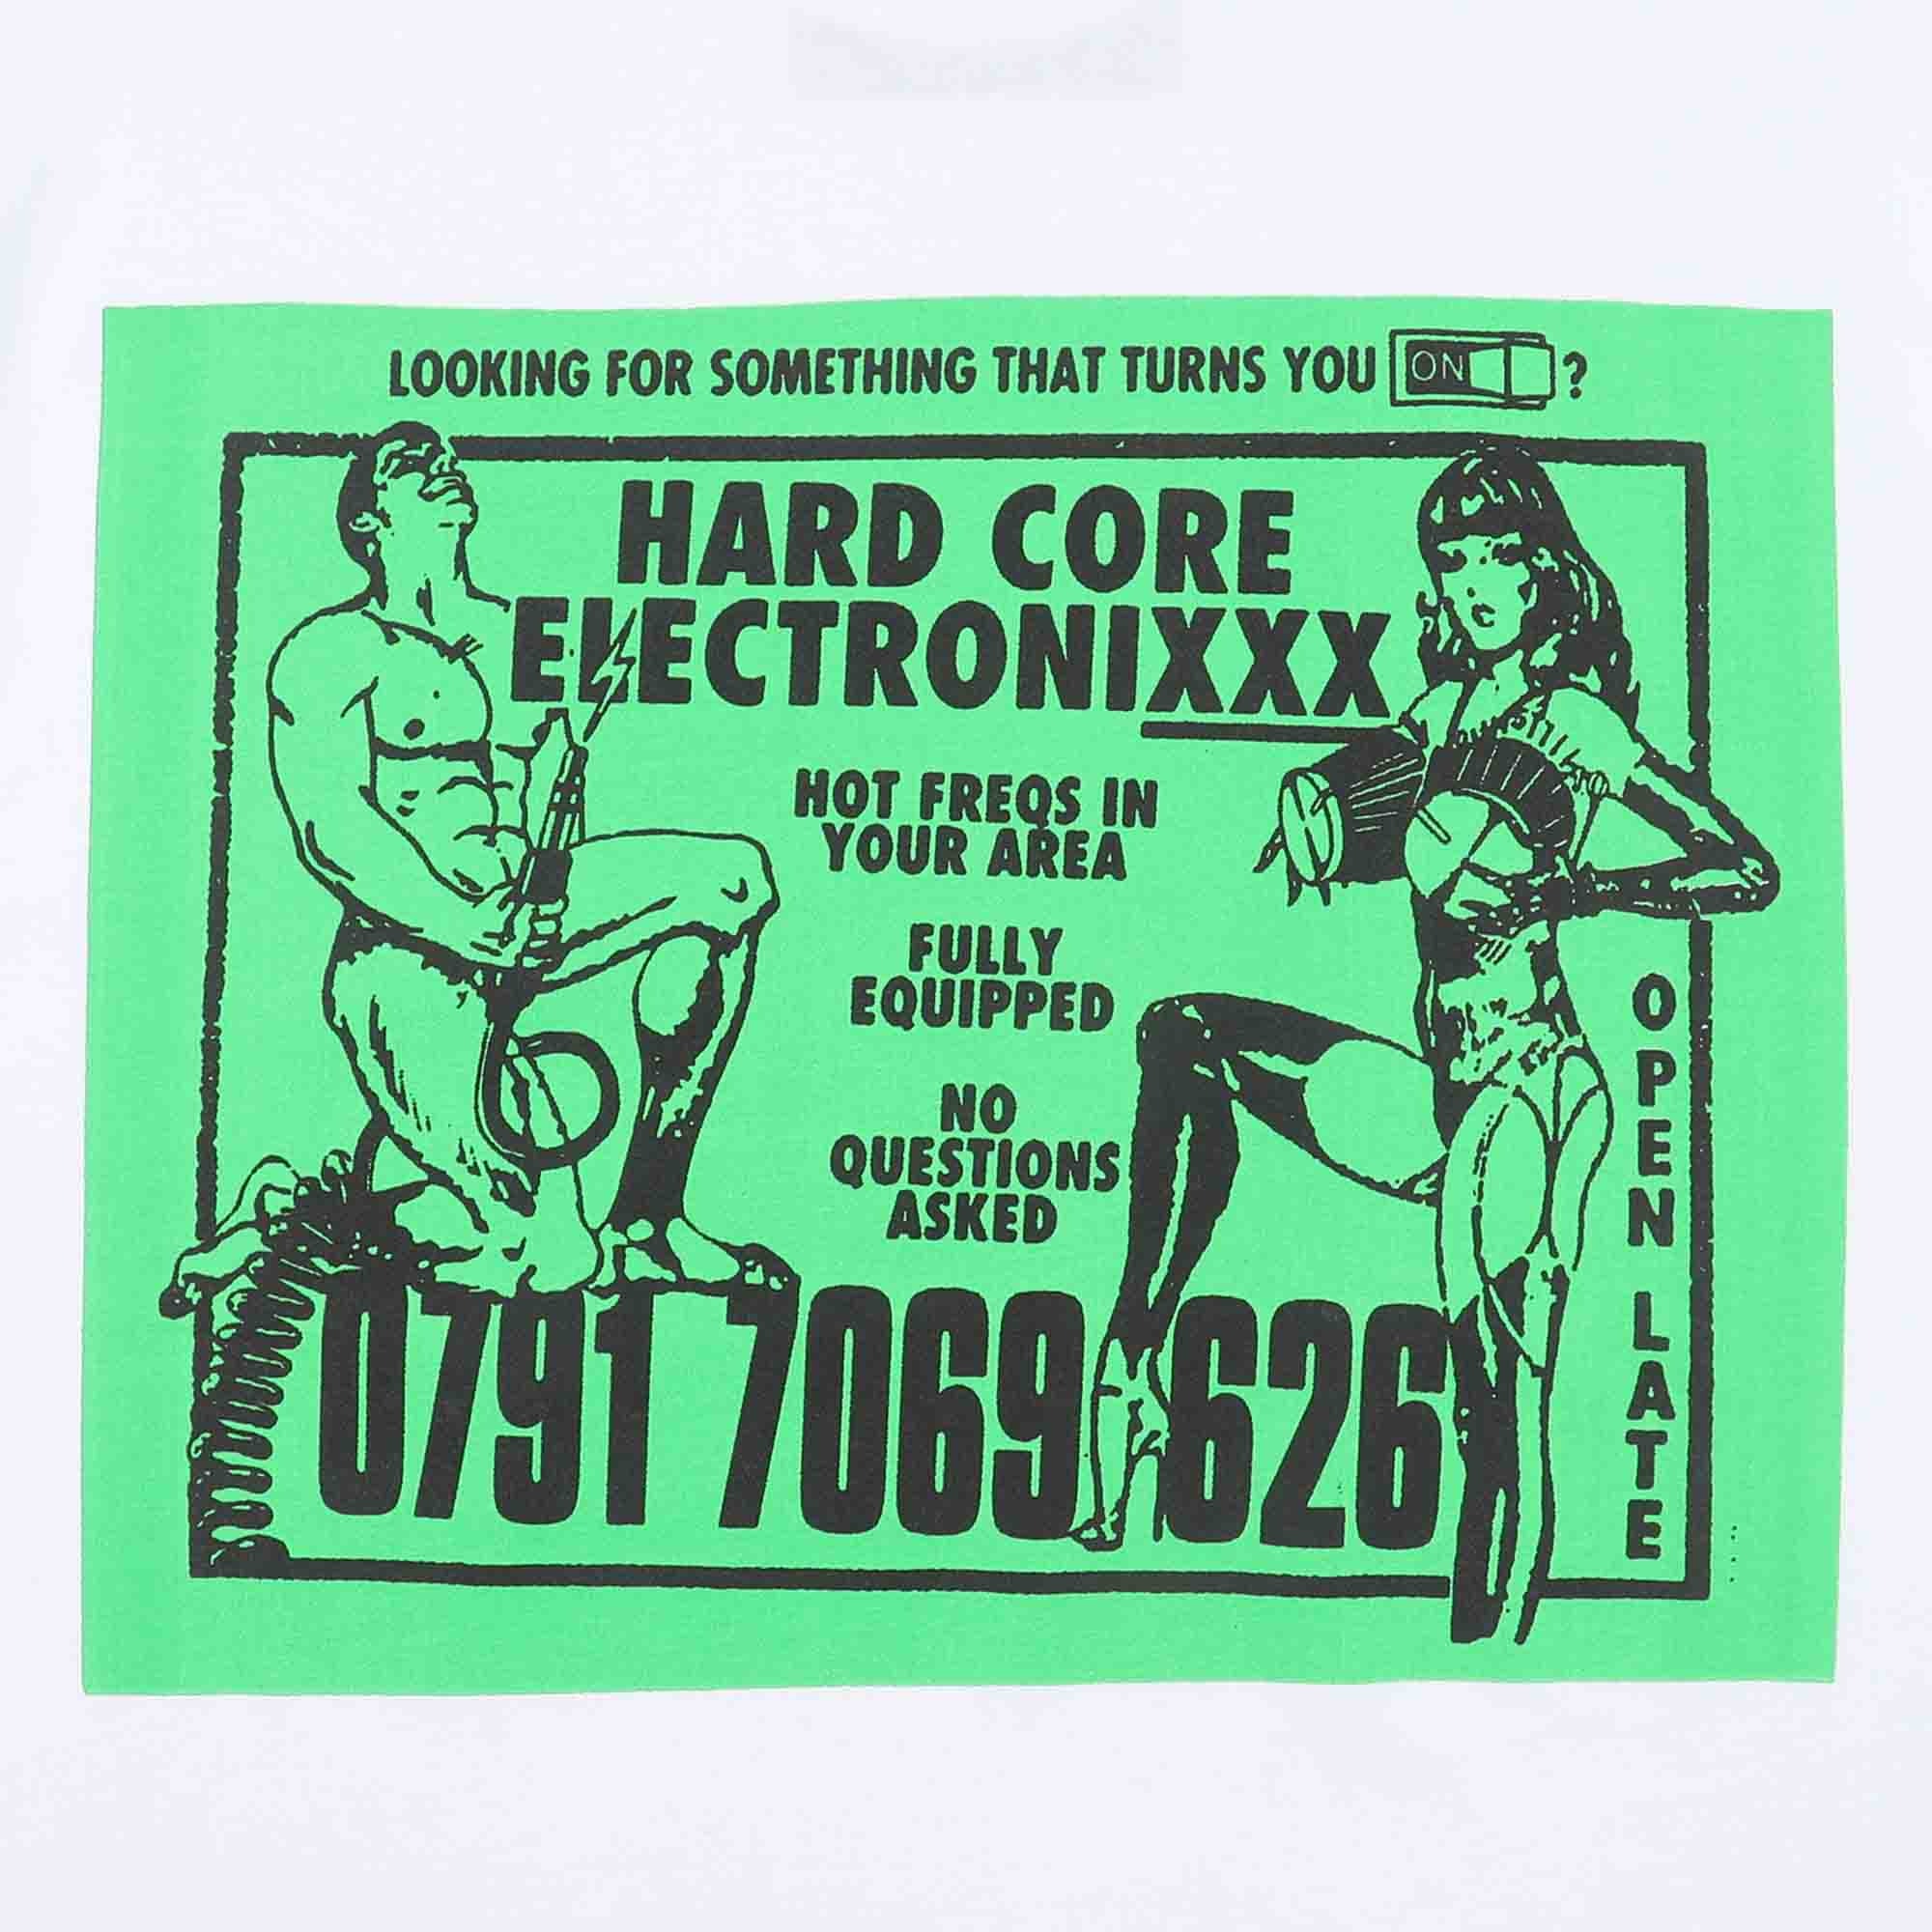 LOOKING FOR SOMETHING THAT TURNS YOU ON?
HARD CORE
ELECTRONIXXX
HOT FREQS IN
YOUR AREA
FULLY
EQUIPPED
NO
QUESTIONS
ASKED
OPEN LATE
0791 7069 626